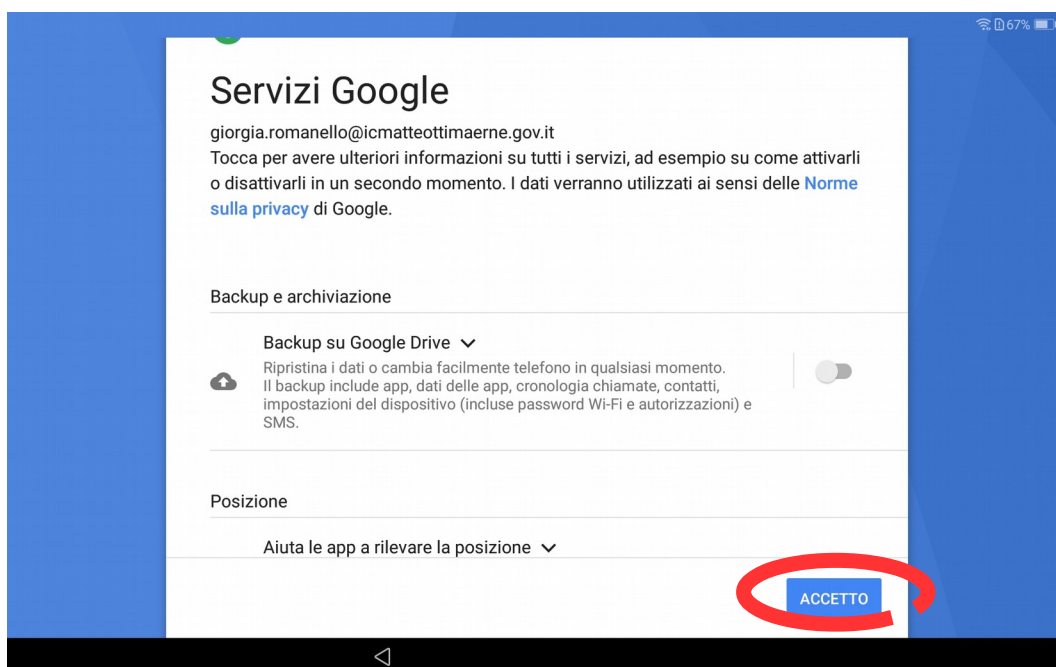 67%
Servizi Google
giorgia.romanello@icmatteottimaerne.gov.it
Tocca per avere ulteriori informazioni su tutti i servizi, ad esempio su come attivarli
o disattivarli in un secondo momento. I dati verranno utilizzati ai sensi delle Norme
sulla privacy di Google.
Backup e archiviazione
Backup su Google Drive
Ripristina i dati o cambia facilmente telefono in qualsiasi momento.
Il backup include app, dati delle app, cronologia chiamate, contatti,
impostazioni del dispositivo (incluse password Wi-Fi e autorizzazioni) e
SMS.
Posizione
Aiuta le app a rilevare la posizione
ACCETTO